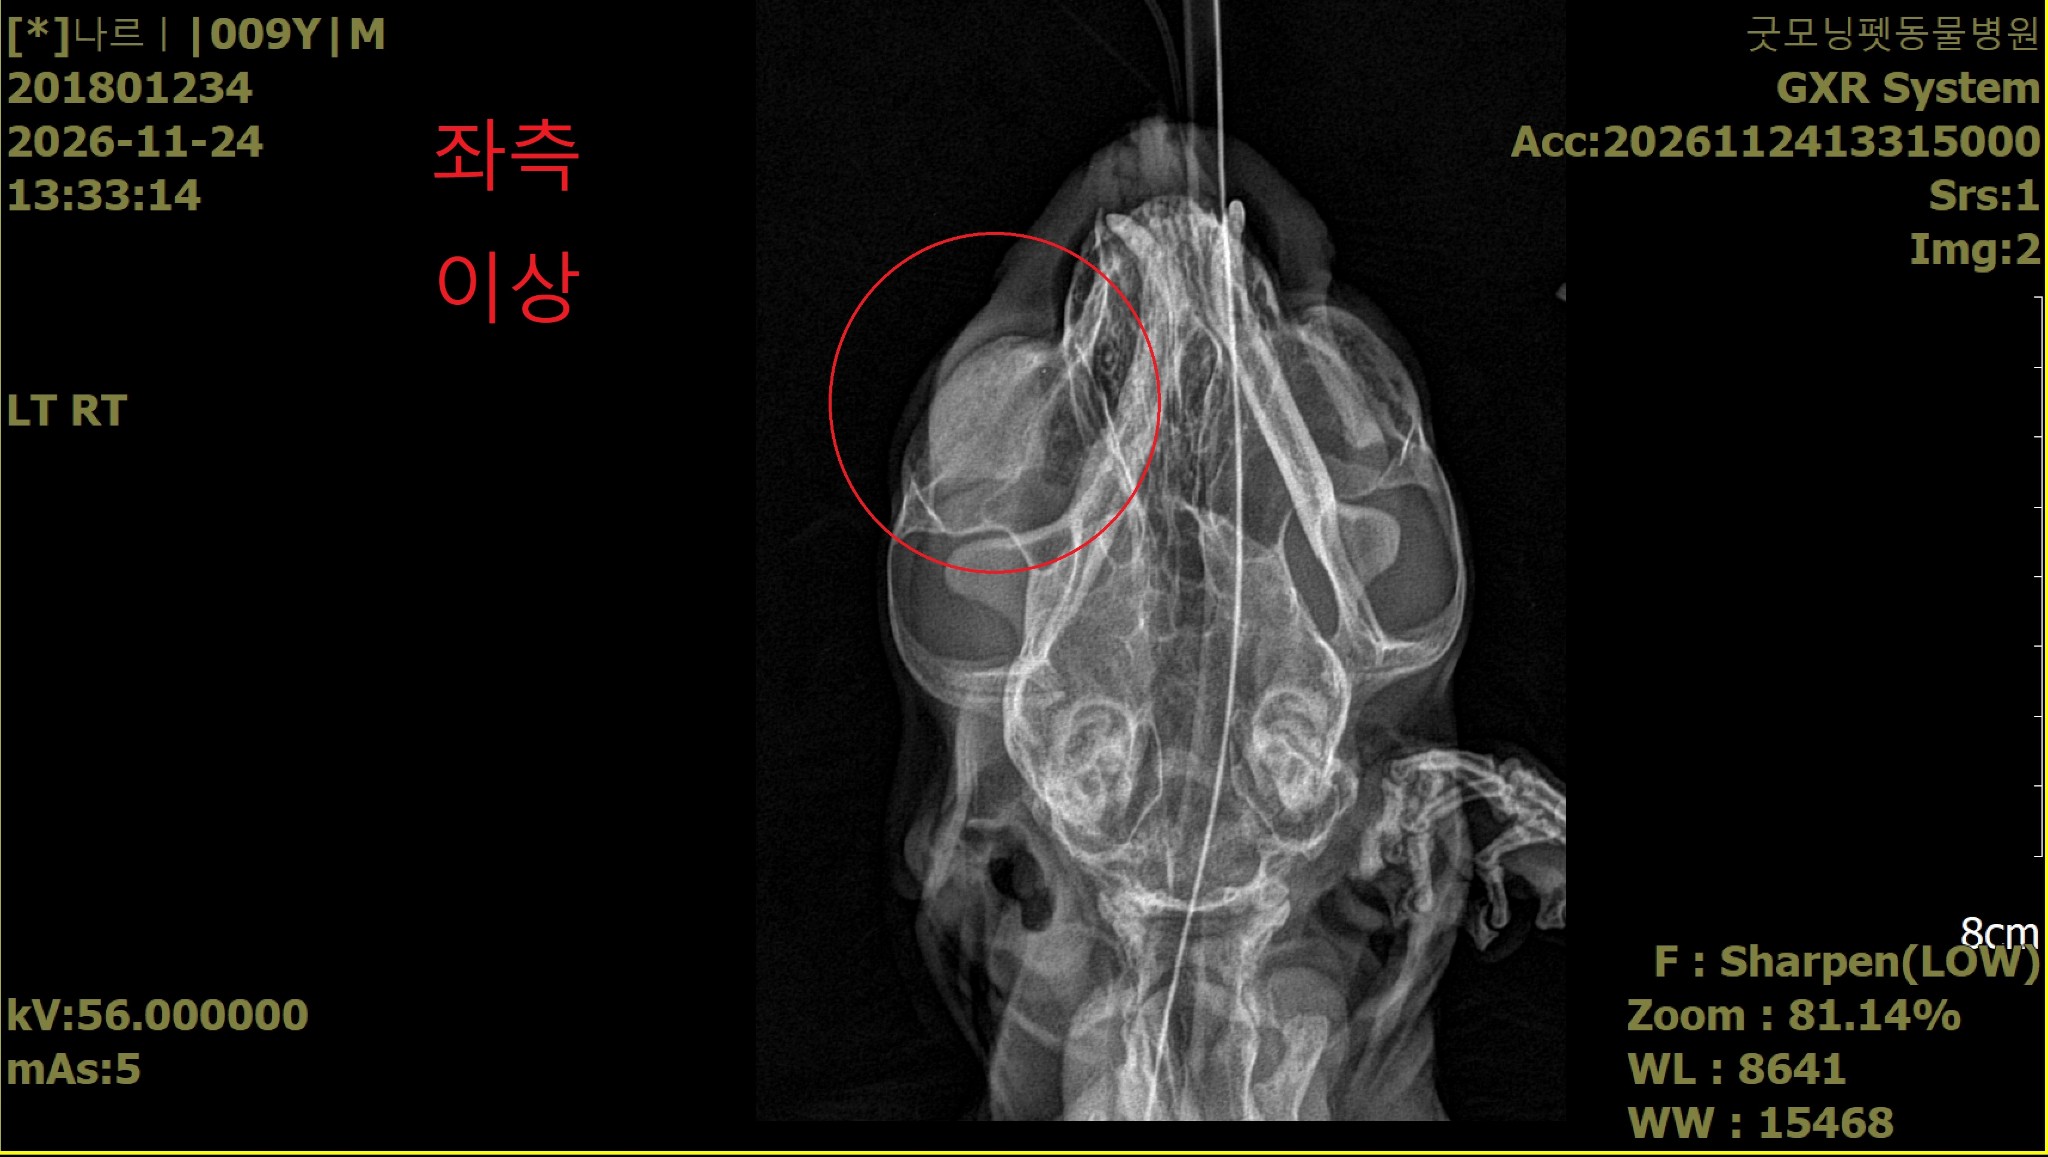 [*]나르ㅣ|009Y|M
201801234
2026-11-24
13:33:14
좌측
이상
LT RT
kV:56.000000
mAs:5
굿모닝펫동물병원
GXR System
Acc:2026112413315000
Srs:1
Img:2
8cm
F : Sharpen(LOW)
Zoom : 81.14%
WL : 8641
WW : 15468